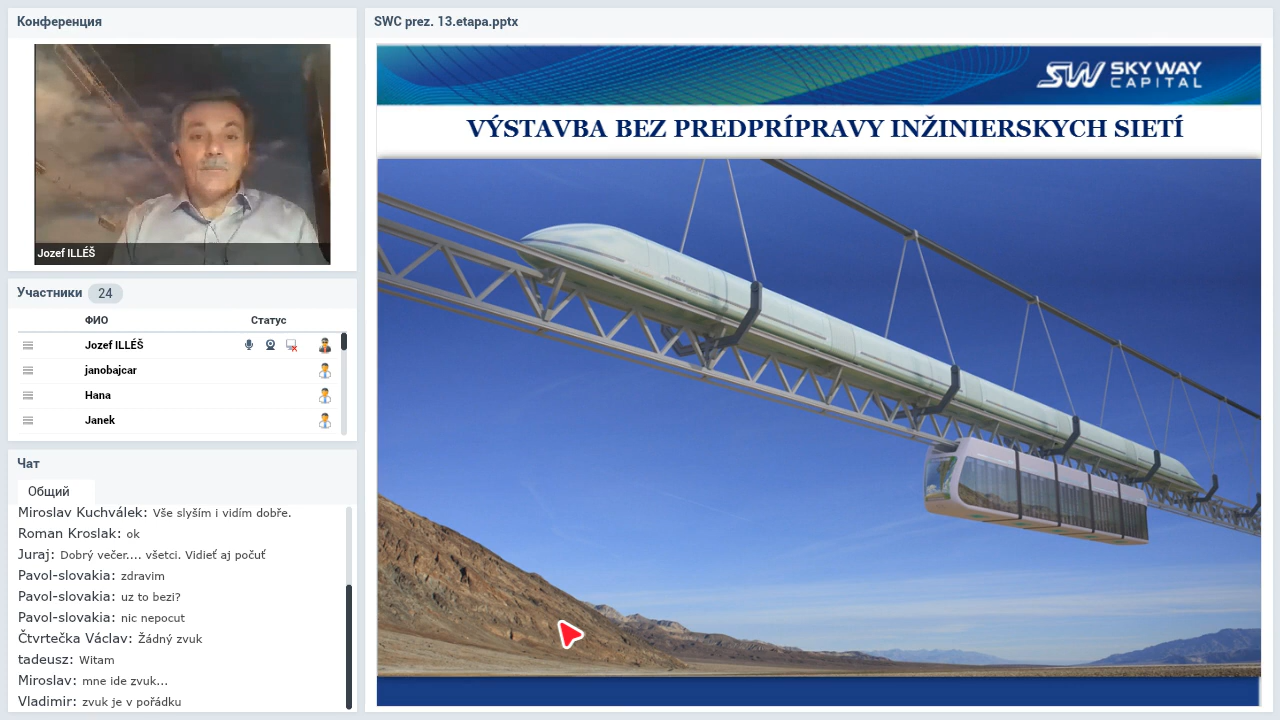 Конференция
Jozef ILLÉŠ
Участники 24
ФИО Статус
Jozef ILLÉŠ
janobajcar
Hana
Janek
Чат
Общий
Miroslav Kuchválek: Vše slyším i vidím dobře.
Roman Kroslak: ok
Juraj: Dobrý večer.... všetci. Vidieť aj počuť
Pavol-slovakia: zdravim
Pavol-slovakia: uz to bezi?
Pavol-slovakia: nic nepocut
Čtvrtečka Václav: Žádný zvuk
tadeusz: Witam
Miroslav: mne ide zvuk...
Vladimir: zvuk je v pořádku
SWC prez. 13.etapa.pptx
SW SKY WAY
CAPITAL
VÝSTAVBA BEZ PREDPRÍPRAVY INŽINIERSKYCH SIETÍ